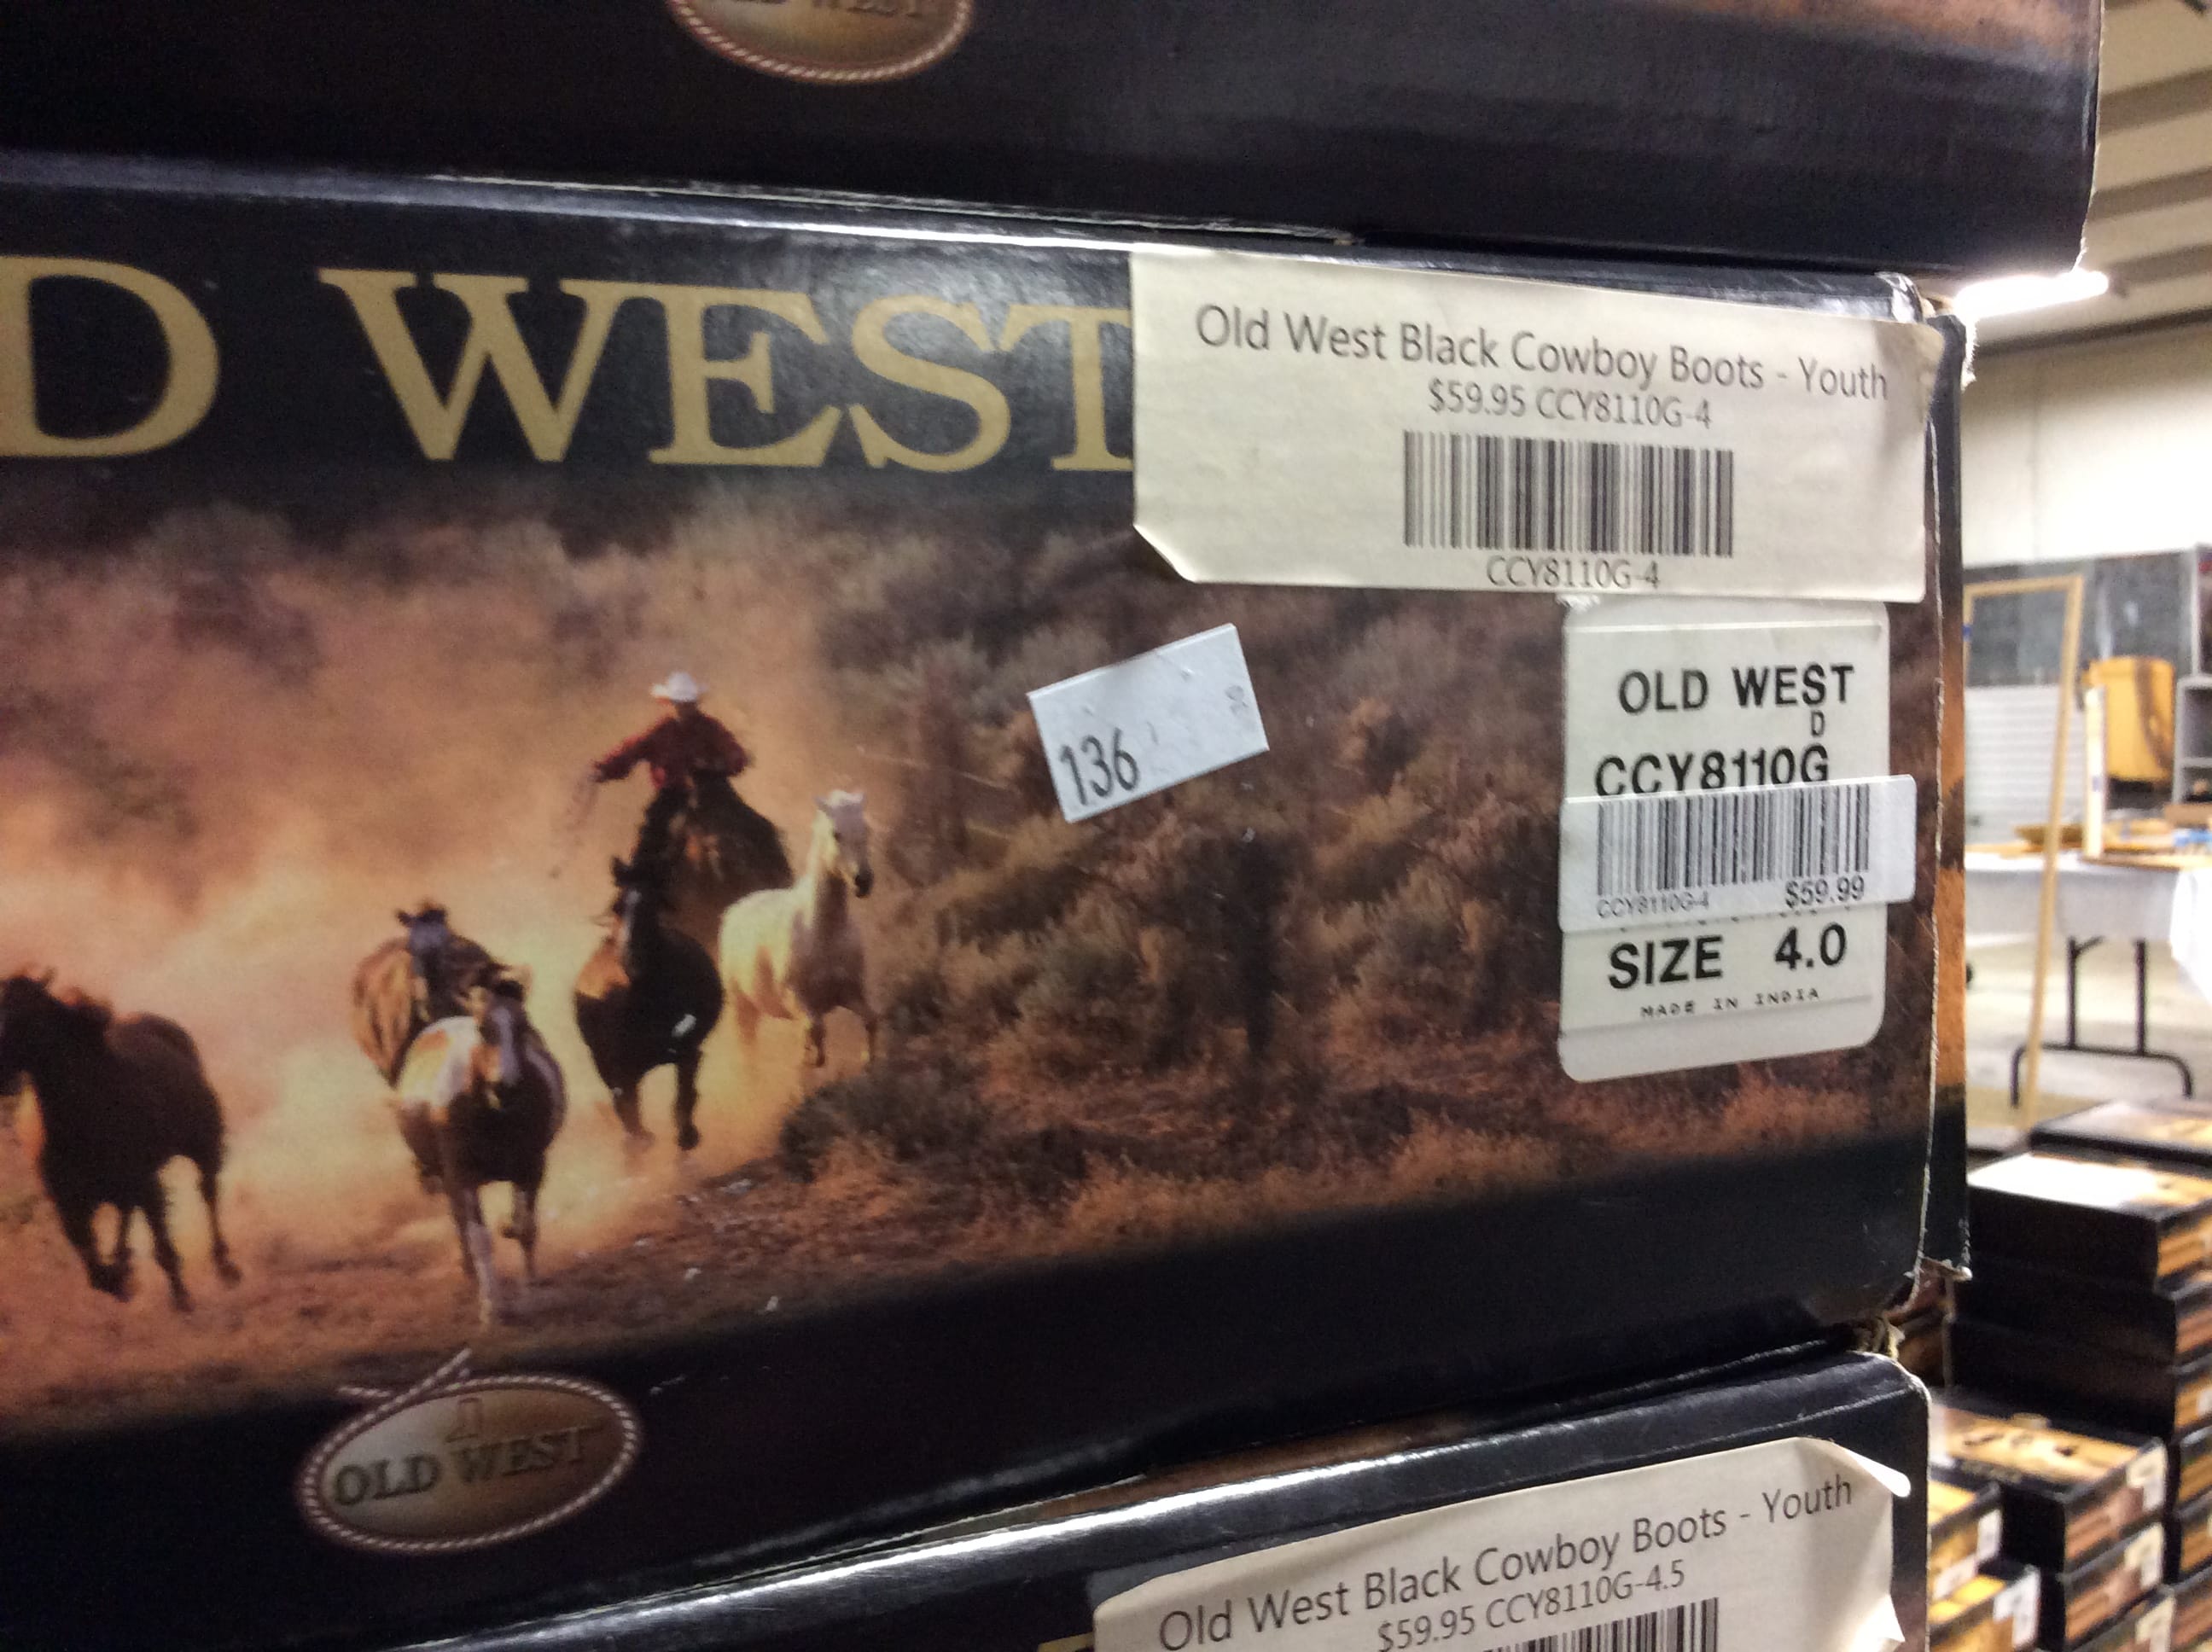 OLD WEST
D WEST
Old West Black Cowboy Boots - Youth
$59.95 CCY8110G-4
CCY8110G-4
136
OLD WEST
D
CCY8110G
CCY8110G-4 $59.99
SIZE 4.0
MADE IN INDIA
OLD WEST
Old West Black Cowboy Boots - Youth
$59.95 CCY8110G-4.5